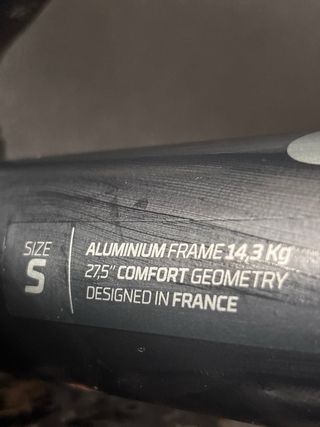 SIZE
S
ALUMINIUM FRAME 14,3 Kg
27,5" COMFORT GEOMETRY
DESIGNED IN FRANCE